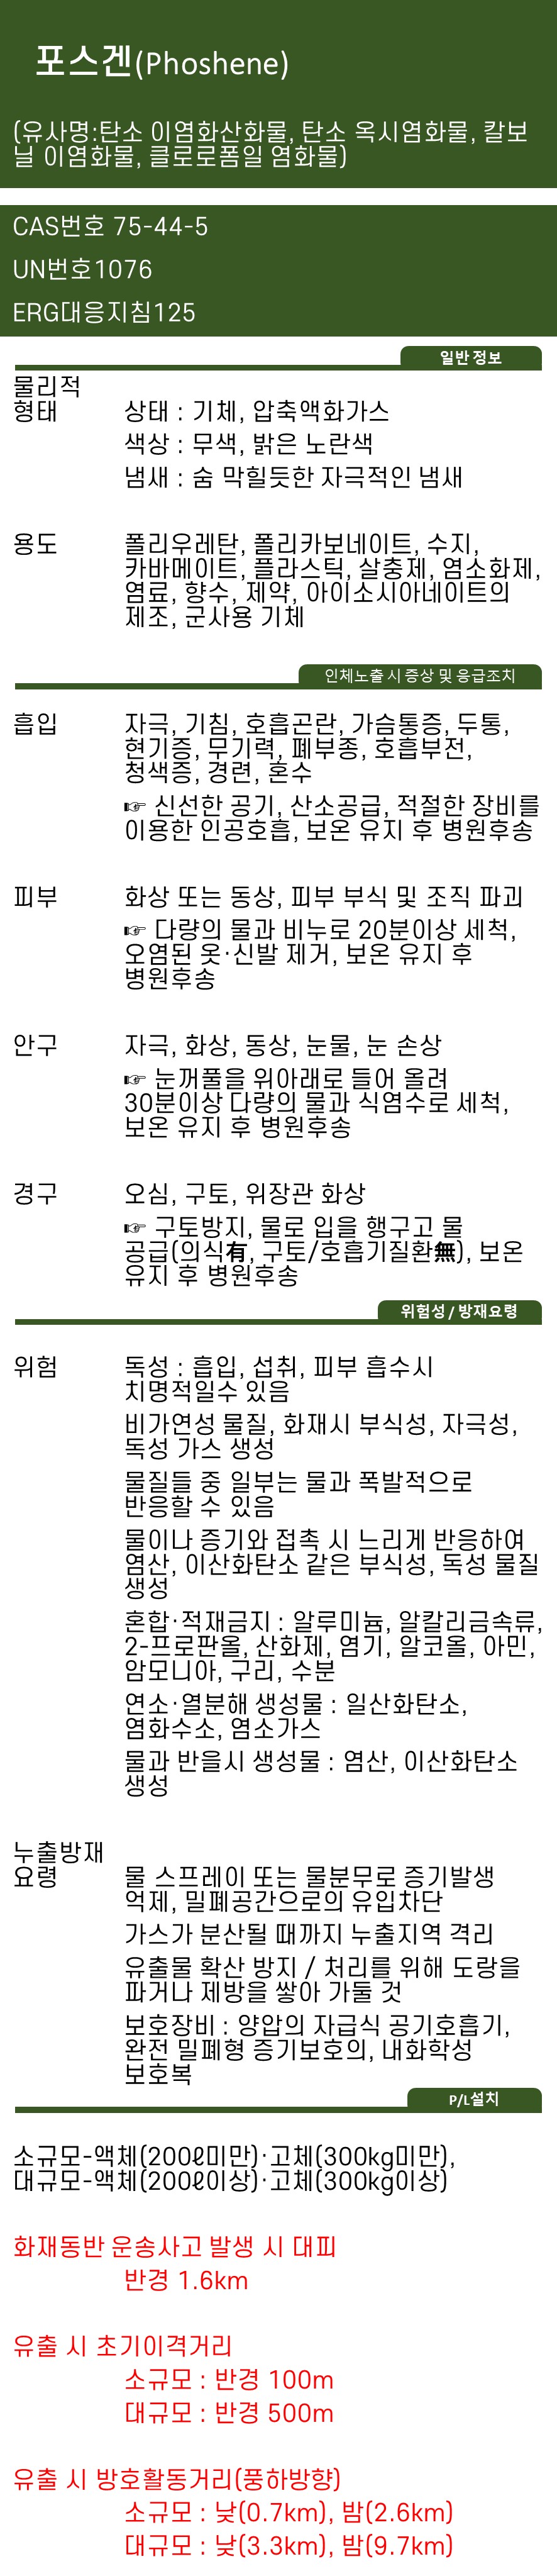 포스겐(Phoshene)
(유사명:탄소 이염화산화물, 탄소 옥시염화물, 칼보
닐 이염화물, 클로로폼일 염화물)
CAS번호 75-44-5
UN번호1076
ERG대응지침125
일반 정보
물리적
형태 상태 : 기체, 압축액화가스
색상 : 무색, 밝은 노란색
냄새 : 숨 막힐듯한 자극적인 냄새
용도 폴리우레탄, 폴리카보네이트, 수지,
카바메이트, 플라스틱, 살충제, 염소화제,
염료, 향수, 제약, 아이소시아네이트의
제조, 군사용 기체
인체노출 시 증상 및 응급조치
흡입 자극, 기침, 호흡곤란, 가슴통증, 두통,
현기증, 무기력, 폐부종, 호흡부전,
청색증, 경련, 혼수
☞ 신선한 공기, 산소공급, 적절한 장비를
이용한 인공호흡, 보온 유지 후 병원후송
피부 화상 또는 동상, 피부 부식 및 조직 파괴
☞ 다량의 물과 비누로 20분이상 세척,
오염된 옷·신발 제거, 보온 유지 후
병원후송
안구 자극, 화상, 동상, 눈물, 눈 손상
☞ 눈꺼풀을 위아래로 들어 올려
30분이상 다량의 물과 식염수로 세척,
보온 유지 후 병원후송
경구 오심, 구토, 위장관 화상
☞ 구토방지, 물로 입을 행구고 물
공급(의식有, 구토/호흡기질환無), 보온
유지 후 병원후송
위험성 / 방재요령
위험 독성 : 흡입, 섭취, 피부 흡수시
치명적일수 있음
비가연성 물질, 화재시 부식성, 자극성,
독성 가스 생성
물질들 중 일부는 물과 폭발적으로
반응할 수 있음
물이나 증기와 접촉 시 느리게 반응하여
염산, 이산화탄소 같은 부식성, 독성 물질
생성
혼합·적재금지 : 알루미늄, 알칼리금속류,
2-프로판올, 산화제, 염기, 알코올, 아민,
암모니아, 구리, 수분
연소·열분해 생성물 : 일산화탄소,
염화수소, 염소가스
물과 반을시 생성물 : 염산, 이산화탄소
생성
누출방재
요령 물 스프레이 또는 물분무로 증기발생
억제, 밀폐공간으로의 유입차단
가스가 분산될 때까지 누출지역 격리
유출물 확산 방지 / 처리를 위해 도랑을
파거나 제방을 쌓아 가둘 것
보호장비 : 양압의 자급식 공기호흡기,
완전 밀폐형 증기보호의, 내화학성
보호복
P/L설치
소규모-액체(200ℓ미만)·고체(300kg미만),
대규모-액체(200ℓ이상)·고체(300kg이상)
화재동반 운송사고 발생 시 대피
반경 1.6km
유출 시 초기이격거리
소규모 : 반경 100m
대규모 : 반경 500m
유출 시 방호활동거리(풍하방향)
소규모 : 낮(0.7km), 밤(2.6km)
대규모 : 낮(3.3km), 밤(9.7km)